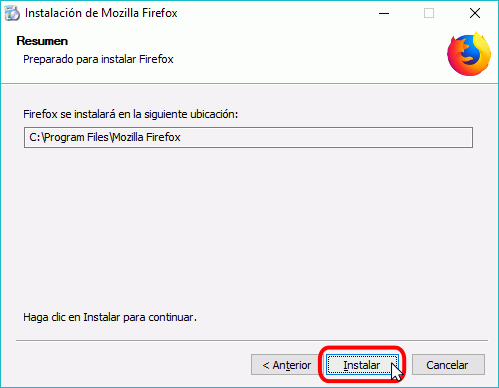 Instalación de Mozilla Firefox
Resumen
Preparado para instalar Firefox
Firefox se instalará en la siguiente ubicación:
C:\Program Files\Mozilla Firefox
Haga clic en Instalar para continuar.
< Anterior
Instalar
Cancelar